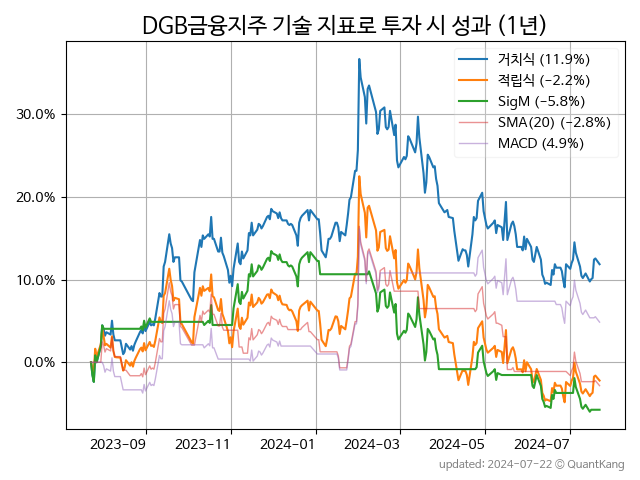 DGB금융지주 기술 지표로 투자 시 성과 (1년)
거치식 (11.9%)
적립식 (−2.2%)
SigM (−5.8%)
SMA(20) (−2.8%)
MACD (4.9%)
30.0%
20.0%
10.0%
0.0%
2023−09 2023−11 2024−01 2024−03 2024−05 2024−07
updated: 2024-07-22 © QuantKang